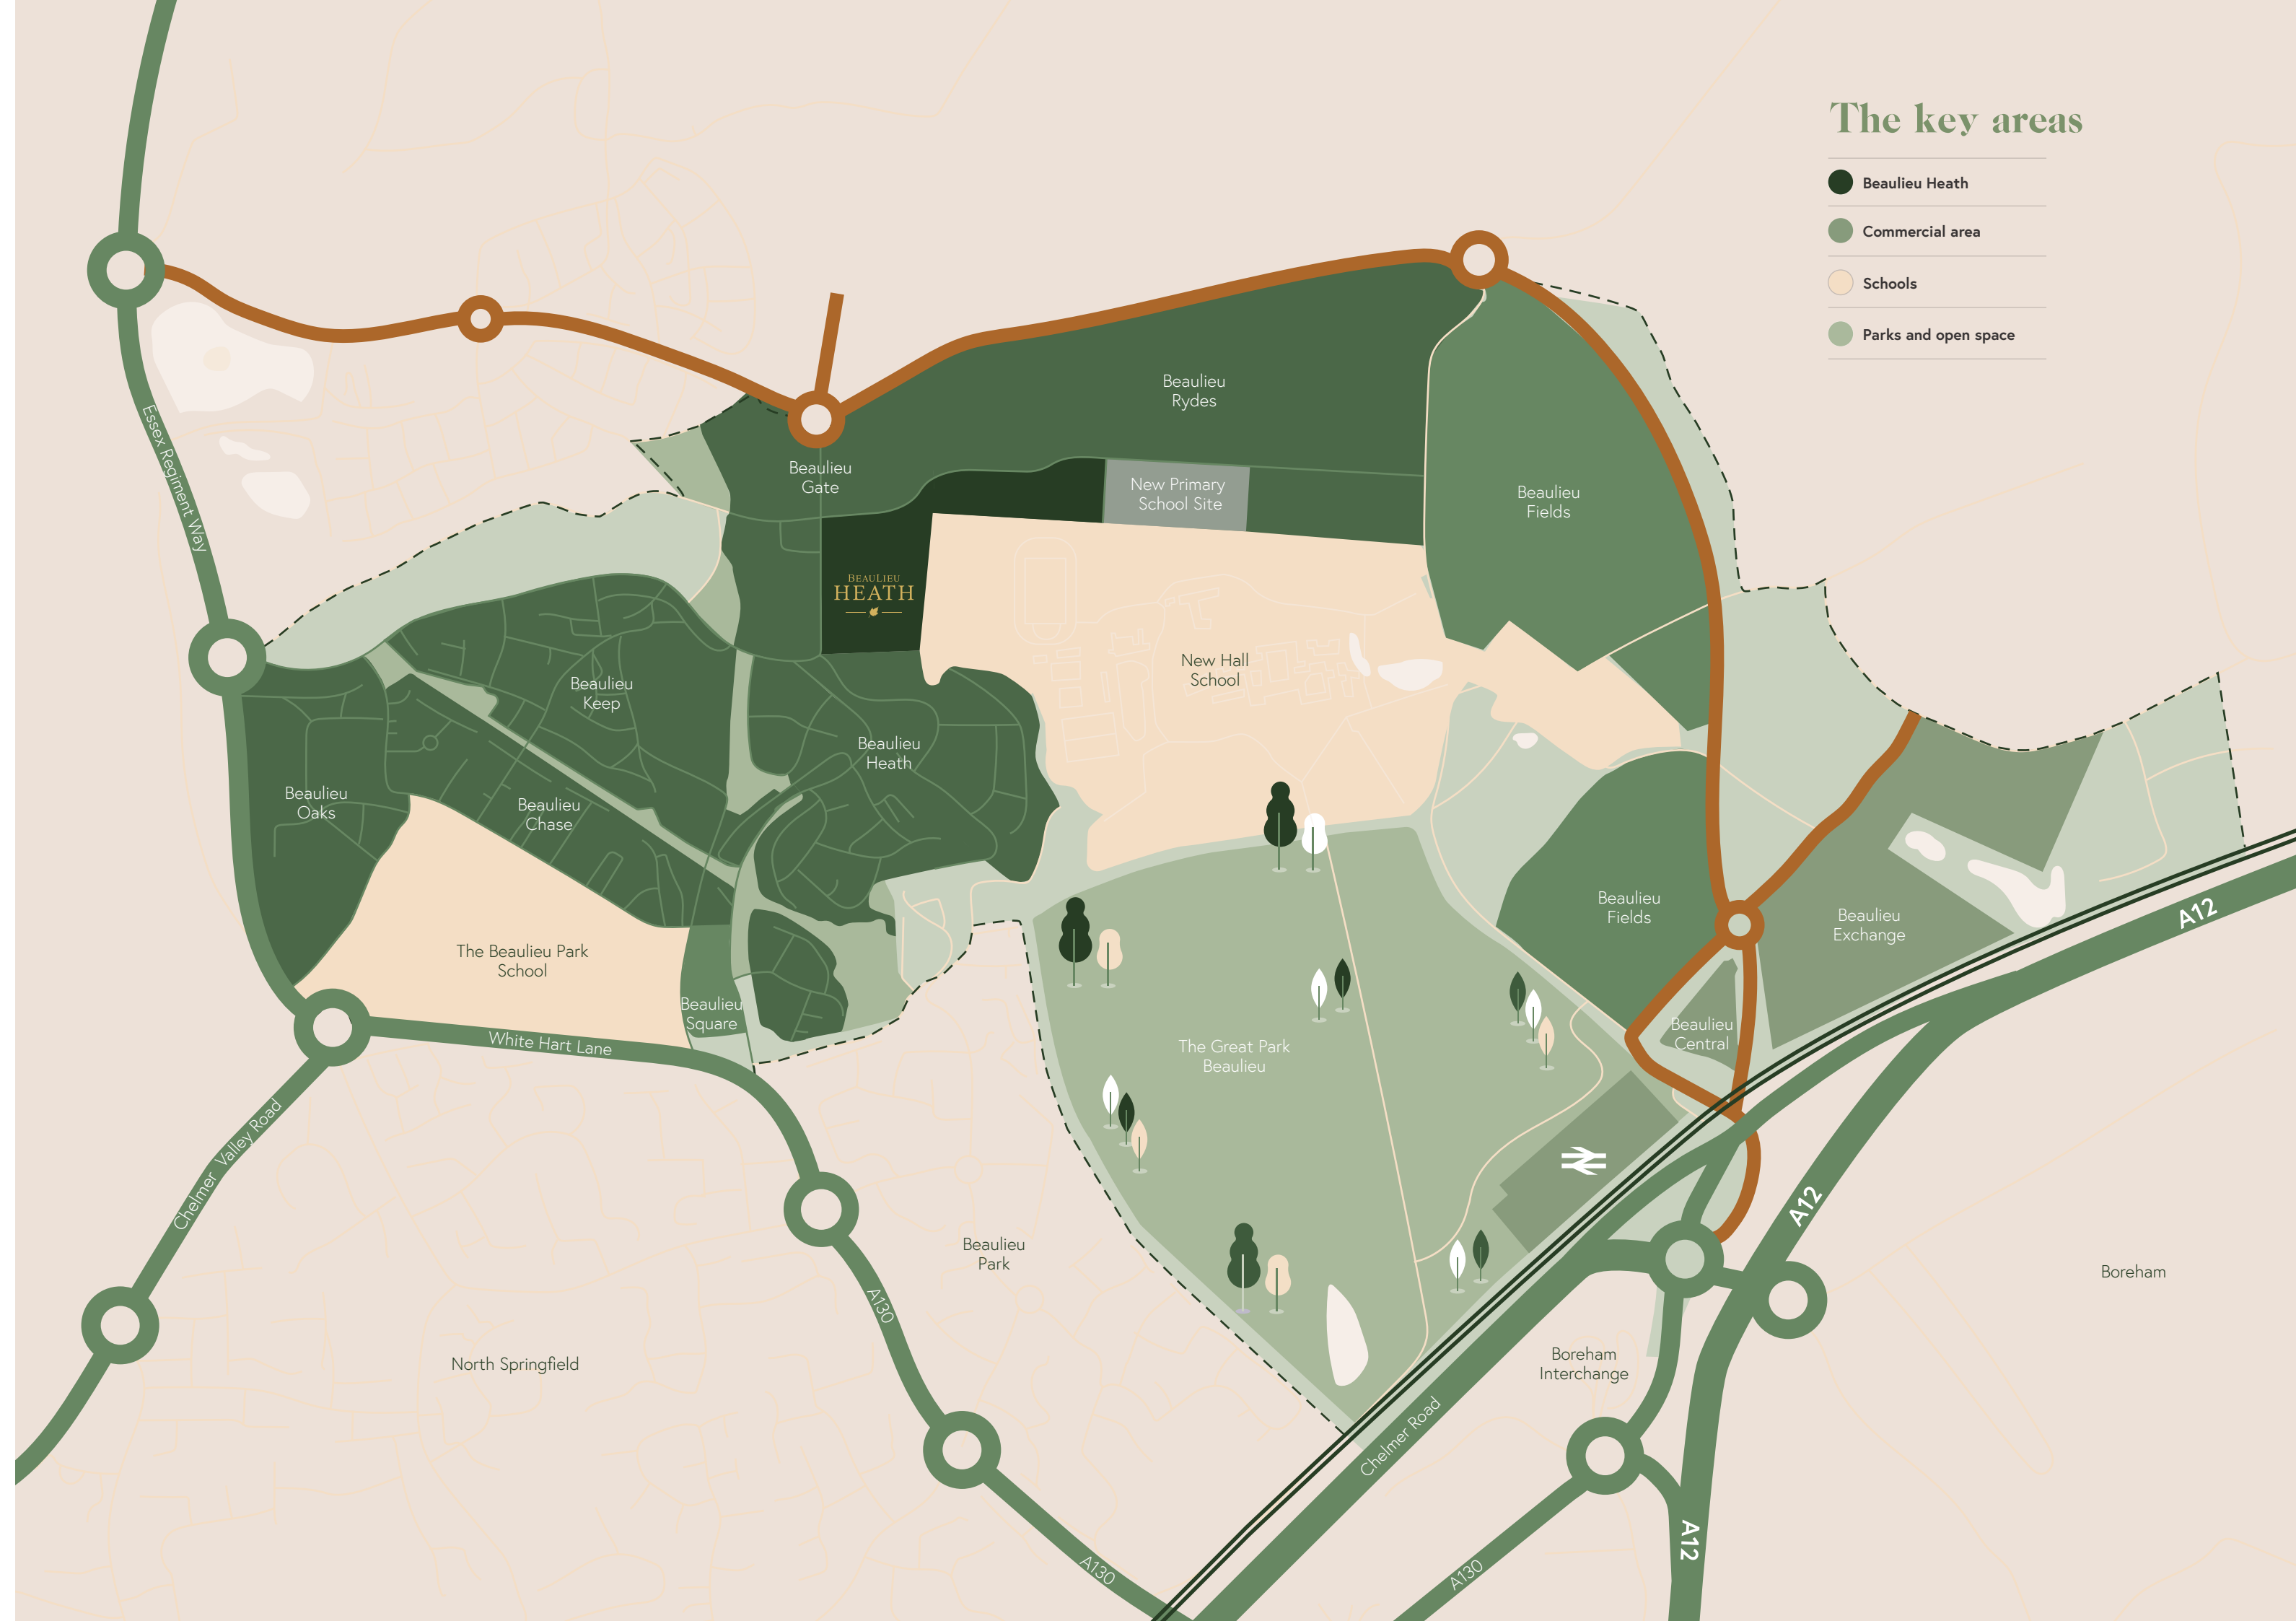 The key areas
Beaulieu Heath
Commercial area
Schools
Parks and open space
Essex Regiment Way
Beaulieu
Rydes
Beaulieu
Gate
New Primary
School Site
Beaulieu
Fields
BEAULIEU
HEATH
New Hall
School
Beaulieu
Keep
Beaulieu
Heath
Beaulieu
Oaks
Beaulieu
Chase
The Beaulieu Park
School
Beaulieu
Square
White Hart Lane
Beaulieu
Fields
Beaulieu
Exchange
A12
Beaulieu
Central
The Great Park
Beaulieu
Chelmer Valley Road
A12
Beaulieu
Park
Boreham
A130
North Springfield
Boreham
Interchange
Chelmer Road
A12
A130
A130